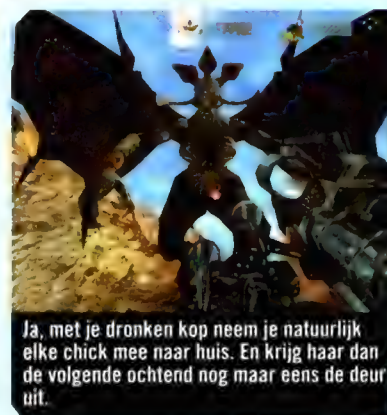 Ja, met je dronken kop neem je natuurlijk
elke chick mee naar huis. En krijg haar dan
de volgende ochtend nog maar eens de deur
uit.